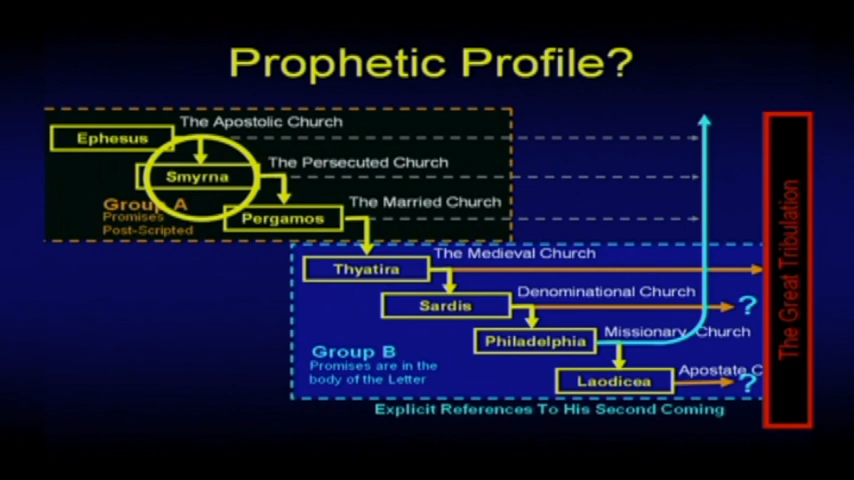 Prophetic Profile?
Ephesus
The Apostolic Church
Smyrna
The Persecuted Church
Group A
Promises
Post-Scripted
Pergamos
The Married Church
Thyatira
The Medieval Church
Sardis
Denominational Church
?
Philadelphia
Missionary Church
Group B
Promises are in the
body of the Letter
Laodicea
Apostate C
?
Explicit References To His Second Coming
The Great Tribulation